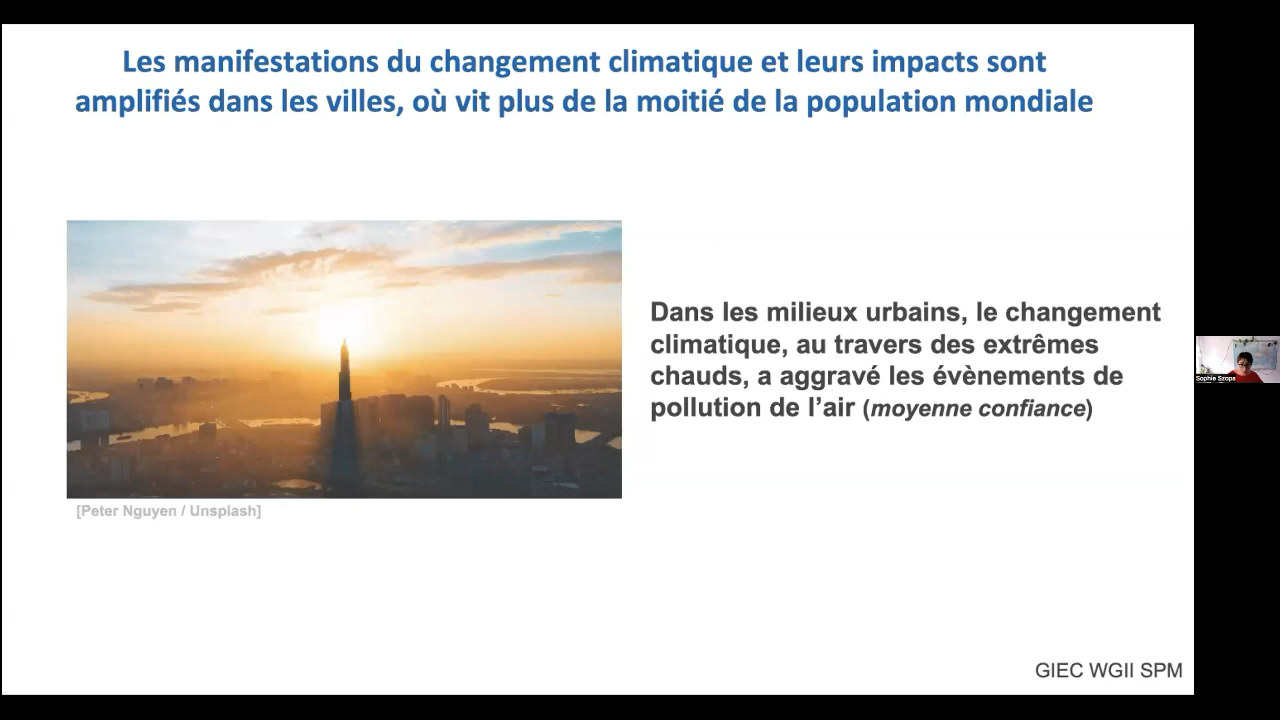 Les manifestations du changement climatique et leurs impacts sont
amplifiés dans les villes, où vit plus de la moitié de la population mondiale
Dans les milieux urbains, le changement
climatique, au travers des extrêmes
chauds, a aggravé les évènements de
pollution de l’air (moyenne confiance)
[Peter Nguyen / Unsplash]
Sophie Szopa
GIEC WGII SPM